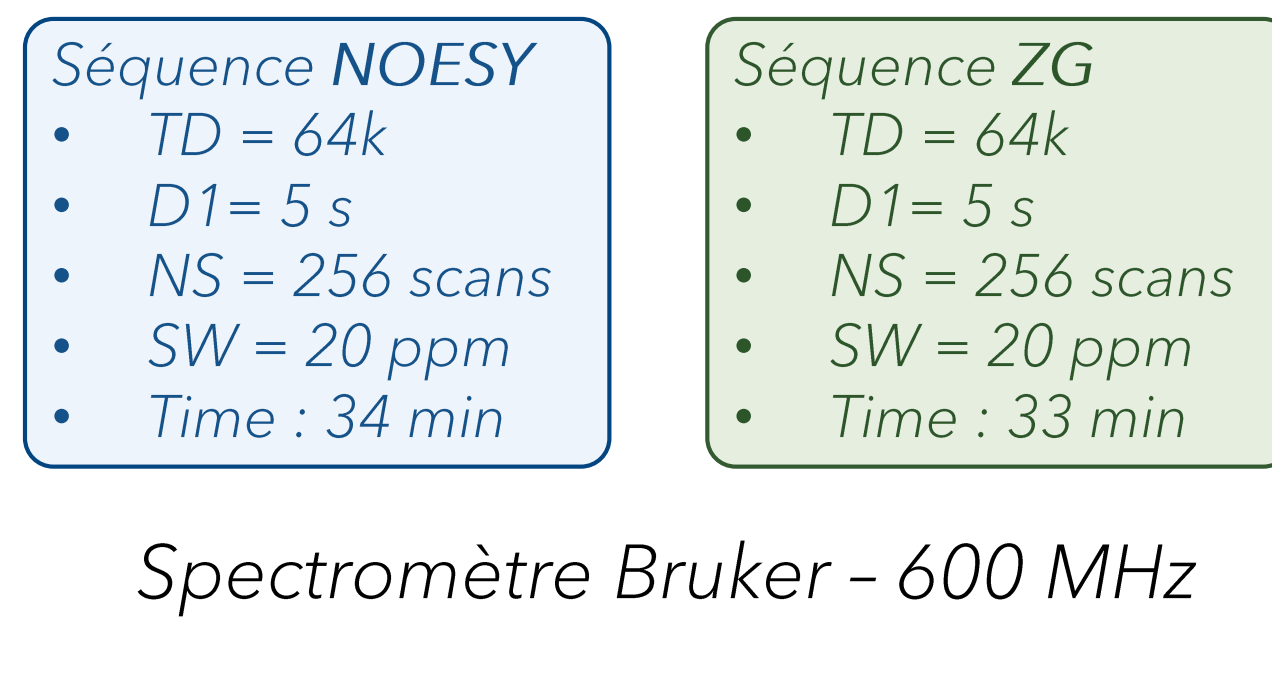 Séquence NOESY
• TD = 64k
• D1= 5 s
• NS = 256 scans
• SW = 20 ppm
• Time : 34 min
Séquence ZG
• TD = 64k
• D1= 5 s
• NS = 256 scans
• SW = 20 ppm
• Time : 33 min
Spectromètre Bruker – 600 MHz